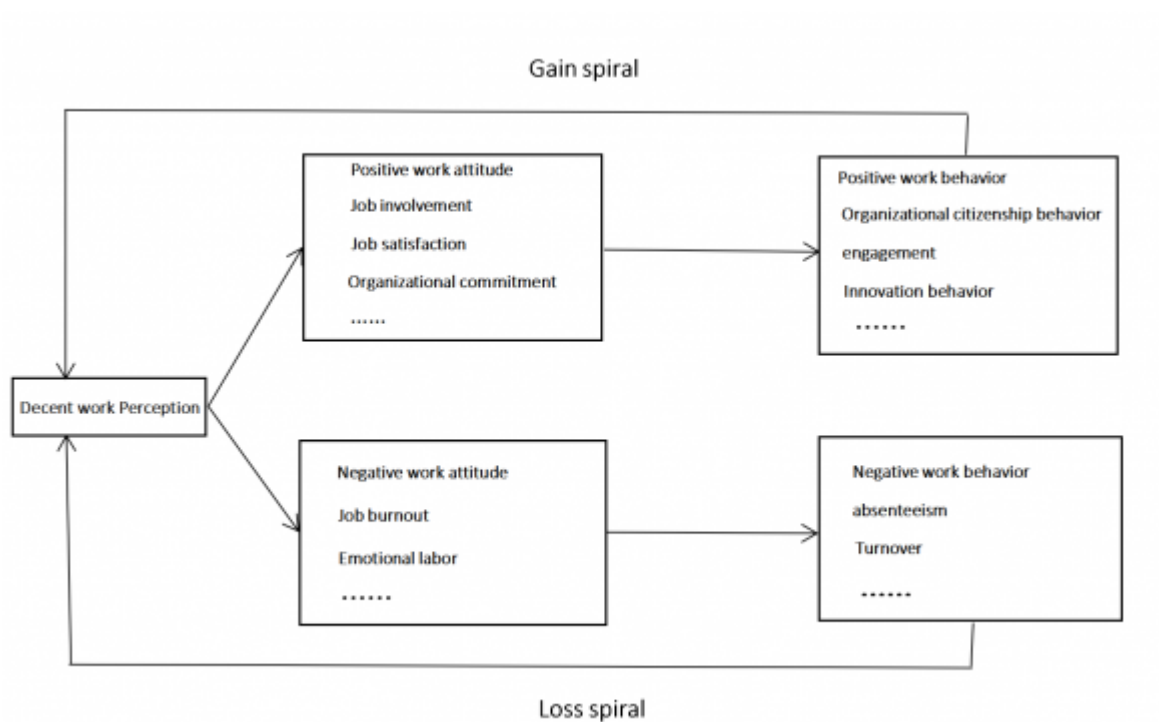 Gain spiral
Positive work attitude
Job involvement
Job satisfaction
Organizational commitment
......
Positive work behavior
Organizational citizenship behavior
engagement
Innovation behavior
......
Decent work Perception
Negative work attitude
Job burnout
Emotional labor
......
Negative work behavior
absenteeism
Turnover
......
Loss spiral